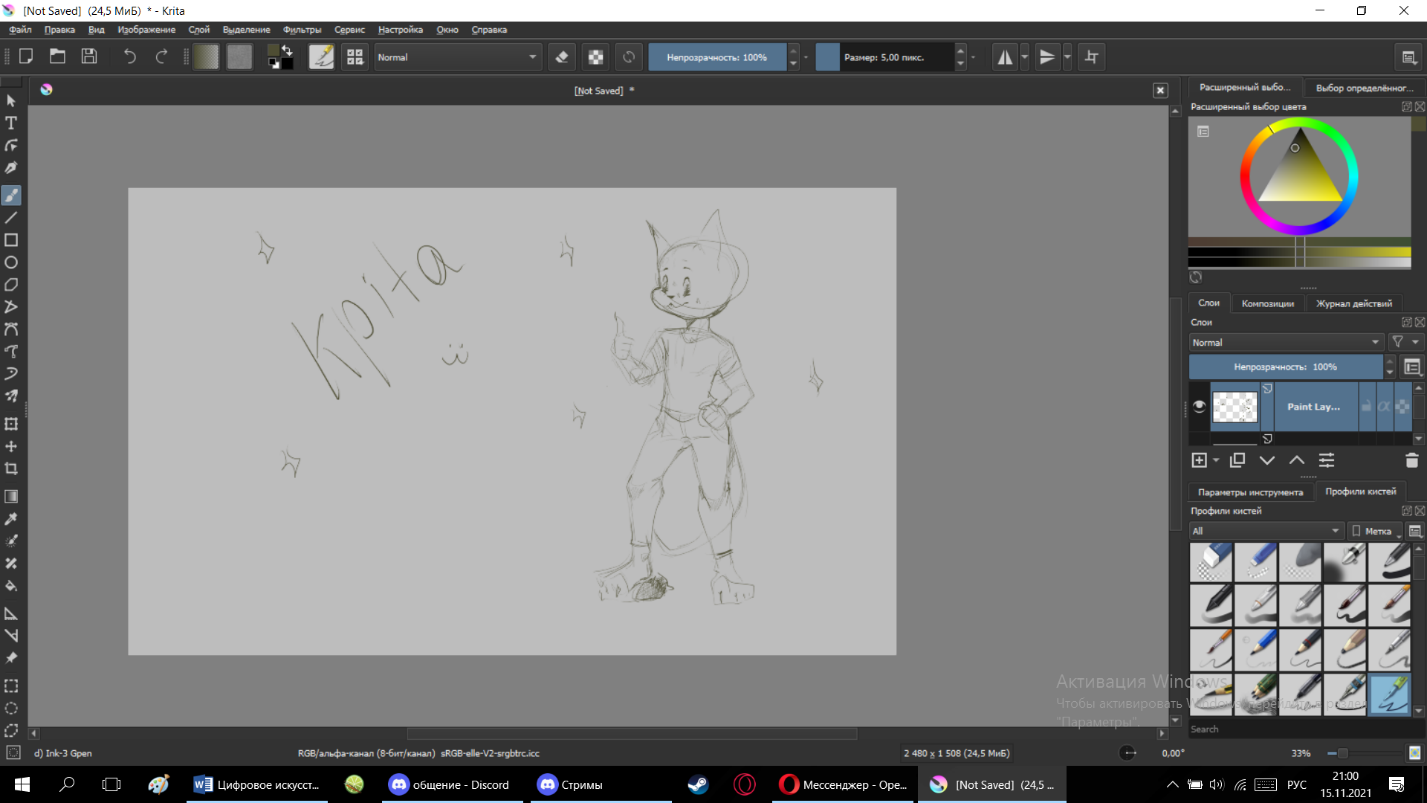 [Not Saved] (24,5 МиБ) * - Krita
Файл Правка Вид Изображение Слой Выделение Фильтры Сервис Настройка Окно Справка
Normal Непрозрачность: 100% Размер: 5,00 пикс.
[Not Saved] *
Расширенный выбо... Выбор определённог...
Расширенный выбор цвета
Кріта
Слои Композиции Журнал действий
Слои
Normal
Непрозрачность: 100%
Paint Lay...
Параметры инструмента Профили кистей
Профили кистей
All Метка
Активация Windows
Чтобы активировать Windows, перейдите в раздел
"Параметры".
Search
d) Ink-3 Gpen RGB/альфа-канал (8-бит/канал) sRGB-elle-V2-srgbtrc.icc 2 480 x 1 508 (24,5 МиБ) 0,00° 33%
Цифровое искусст... общение - Discord Стримы Мессенджер - Оре... [Not Saved] (24,5 ... РУС 21:00
15.11.2021